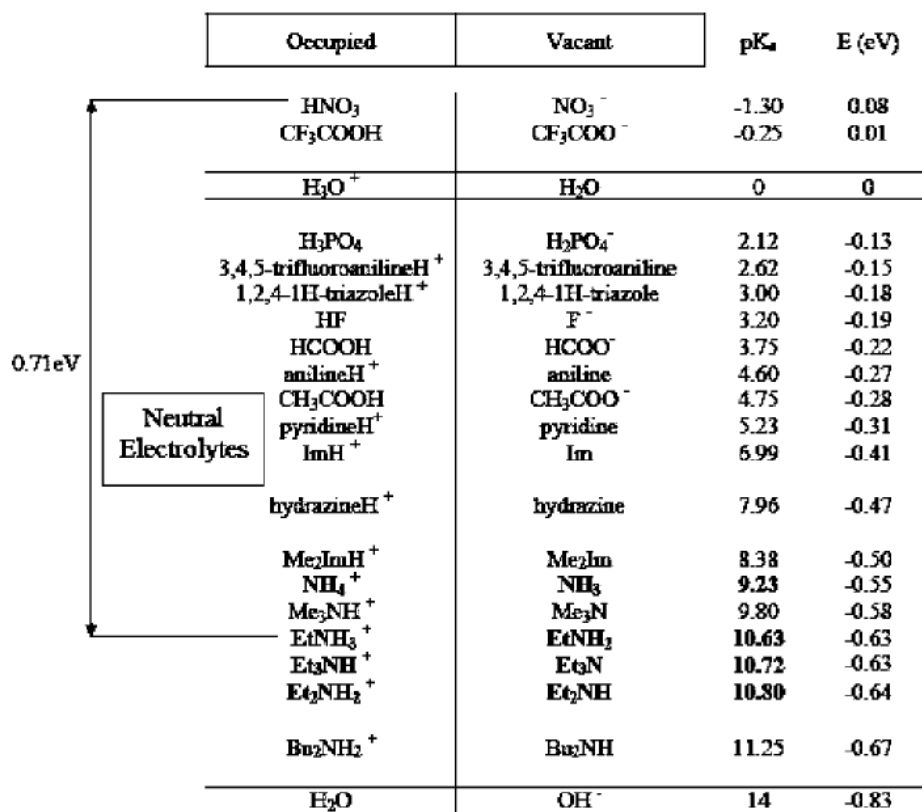 Occupied Vacant pKₐ E (eV)
HNO₃ NO₃⁻ -1.30 0.08
CF₃COOH CF₃COO⁻ -0.25 0.01
H₃O⁺ H₂O 0 0
H₃PO₄ H₂PO₄⁻ 2.12 -0.13
3,4,5-trifluoroanilineH⁺ 3,4,5-trifluoroaniline 2.62 -0.15
1,2,4-1H-triazoleH⁺ 1,2,4-1H-triazole 3.00 -0.18
HF F⁻ 3.20 -0.19
0.71eV HCOOH HCOO⁻ 3.75 -0.22
anilineH⁺ aniline 4.60 -0.27
CH₃COOH CH₃COO⁻ 4.75 -0.28
Neutral pyridineH⁺ pyridine 5.23 -0.31
Electrolytes ImH⁺ Im 6.99 -0.41
hydrazineH⁺ hydrazine 7.96 -0.47
Me₂ImH⁺ Me₂Im 8.38 -0.50
NH₄⁺ NH₃ 9.23 -0.55
Me₃NH⁺ Me₃N 9.80 -0.58
EtNH₃⁺ EtNH₂ 10.63 -0.63
Et₃NH⁺ Et₃N 10.72 -0.63
Et₂NH₂⁺ Et₂NH 10.80 -0.64
Bu₂NH₂⁺ Bu₂NH 11.25 -0.67
H₂O OH⁻ 14 -0.83